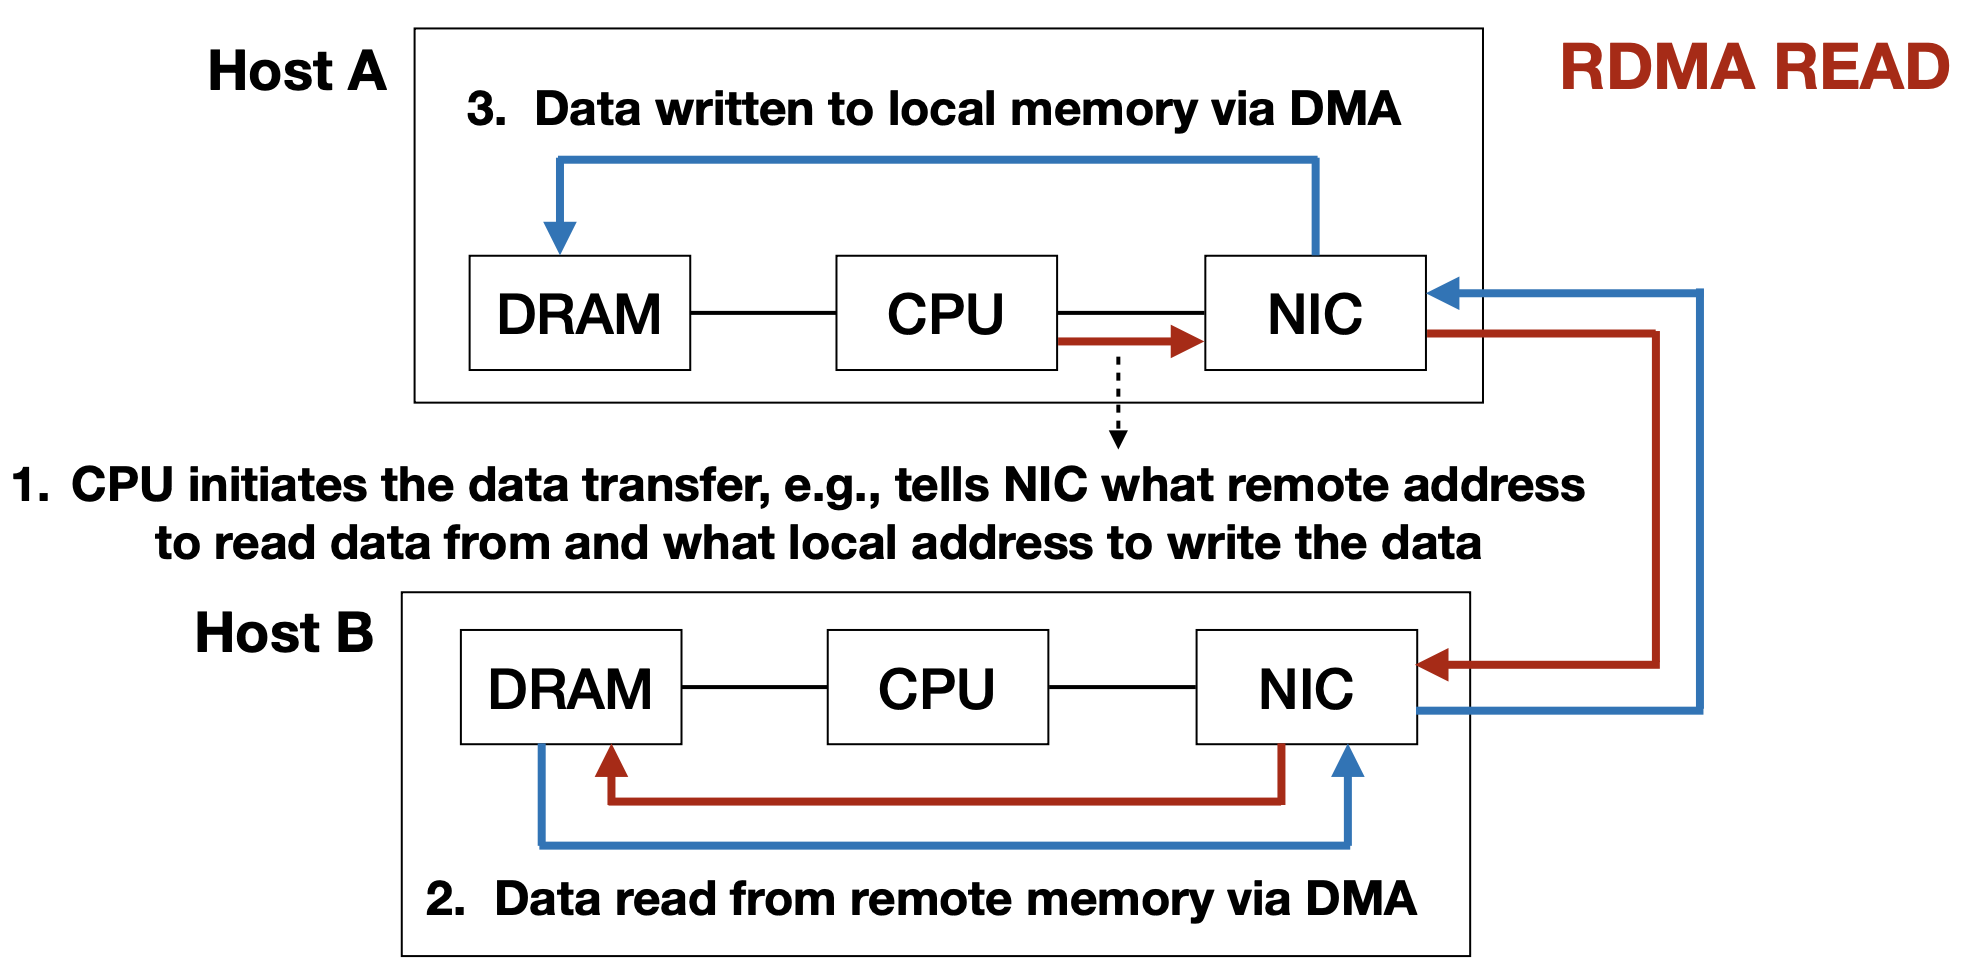 Host A
RDMA READ
3. Data written to local memory via DMA
DRAM
CPU
NIC
1. CPU initiates the data transfer, e.g., tells NIC what remote address
to read data from and what local address to write the data
Host B
DRAM
CPU
NIC
2. Data read from remote memory via DMA